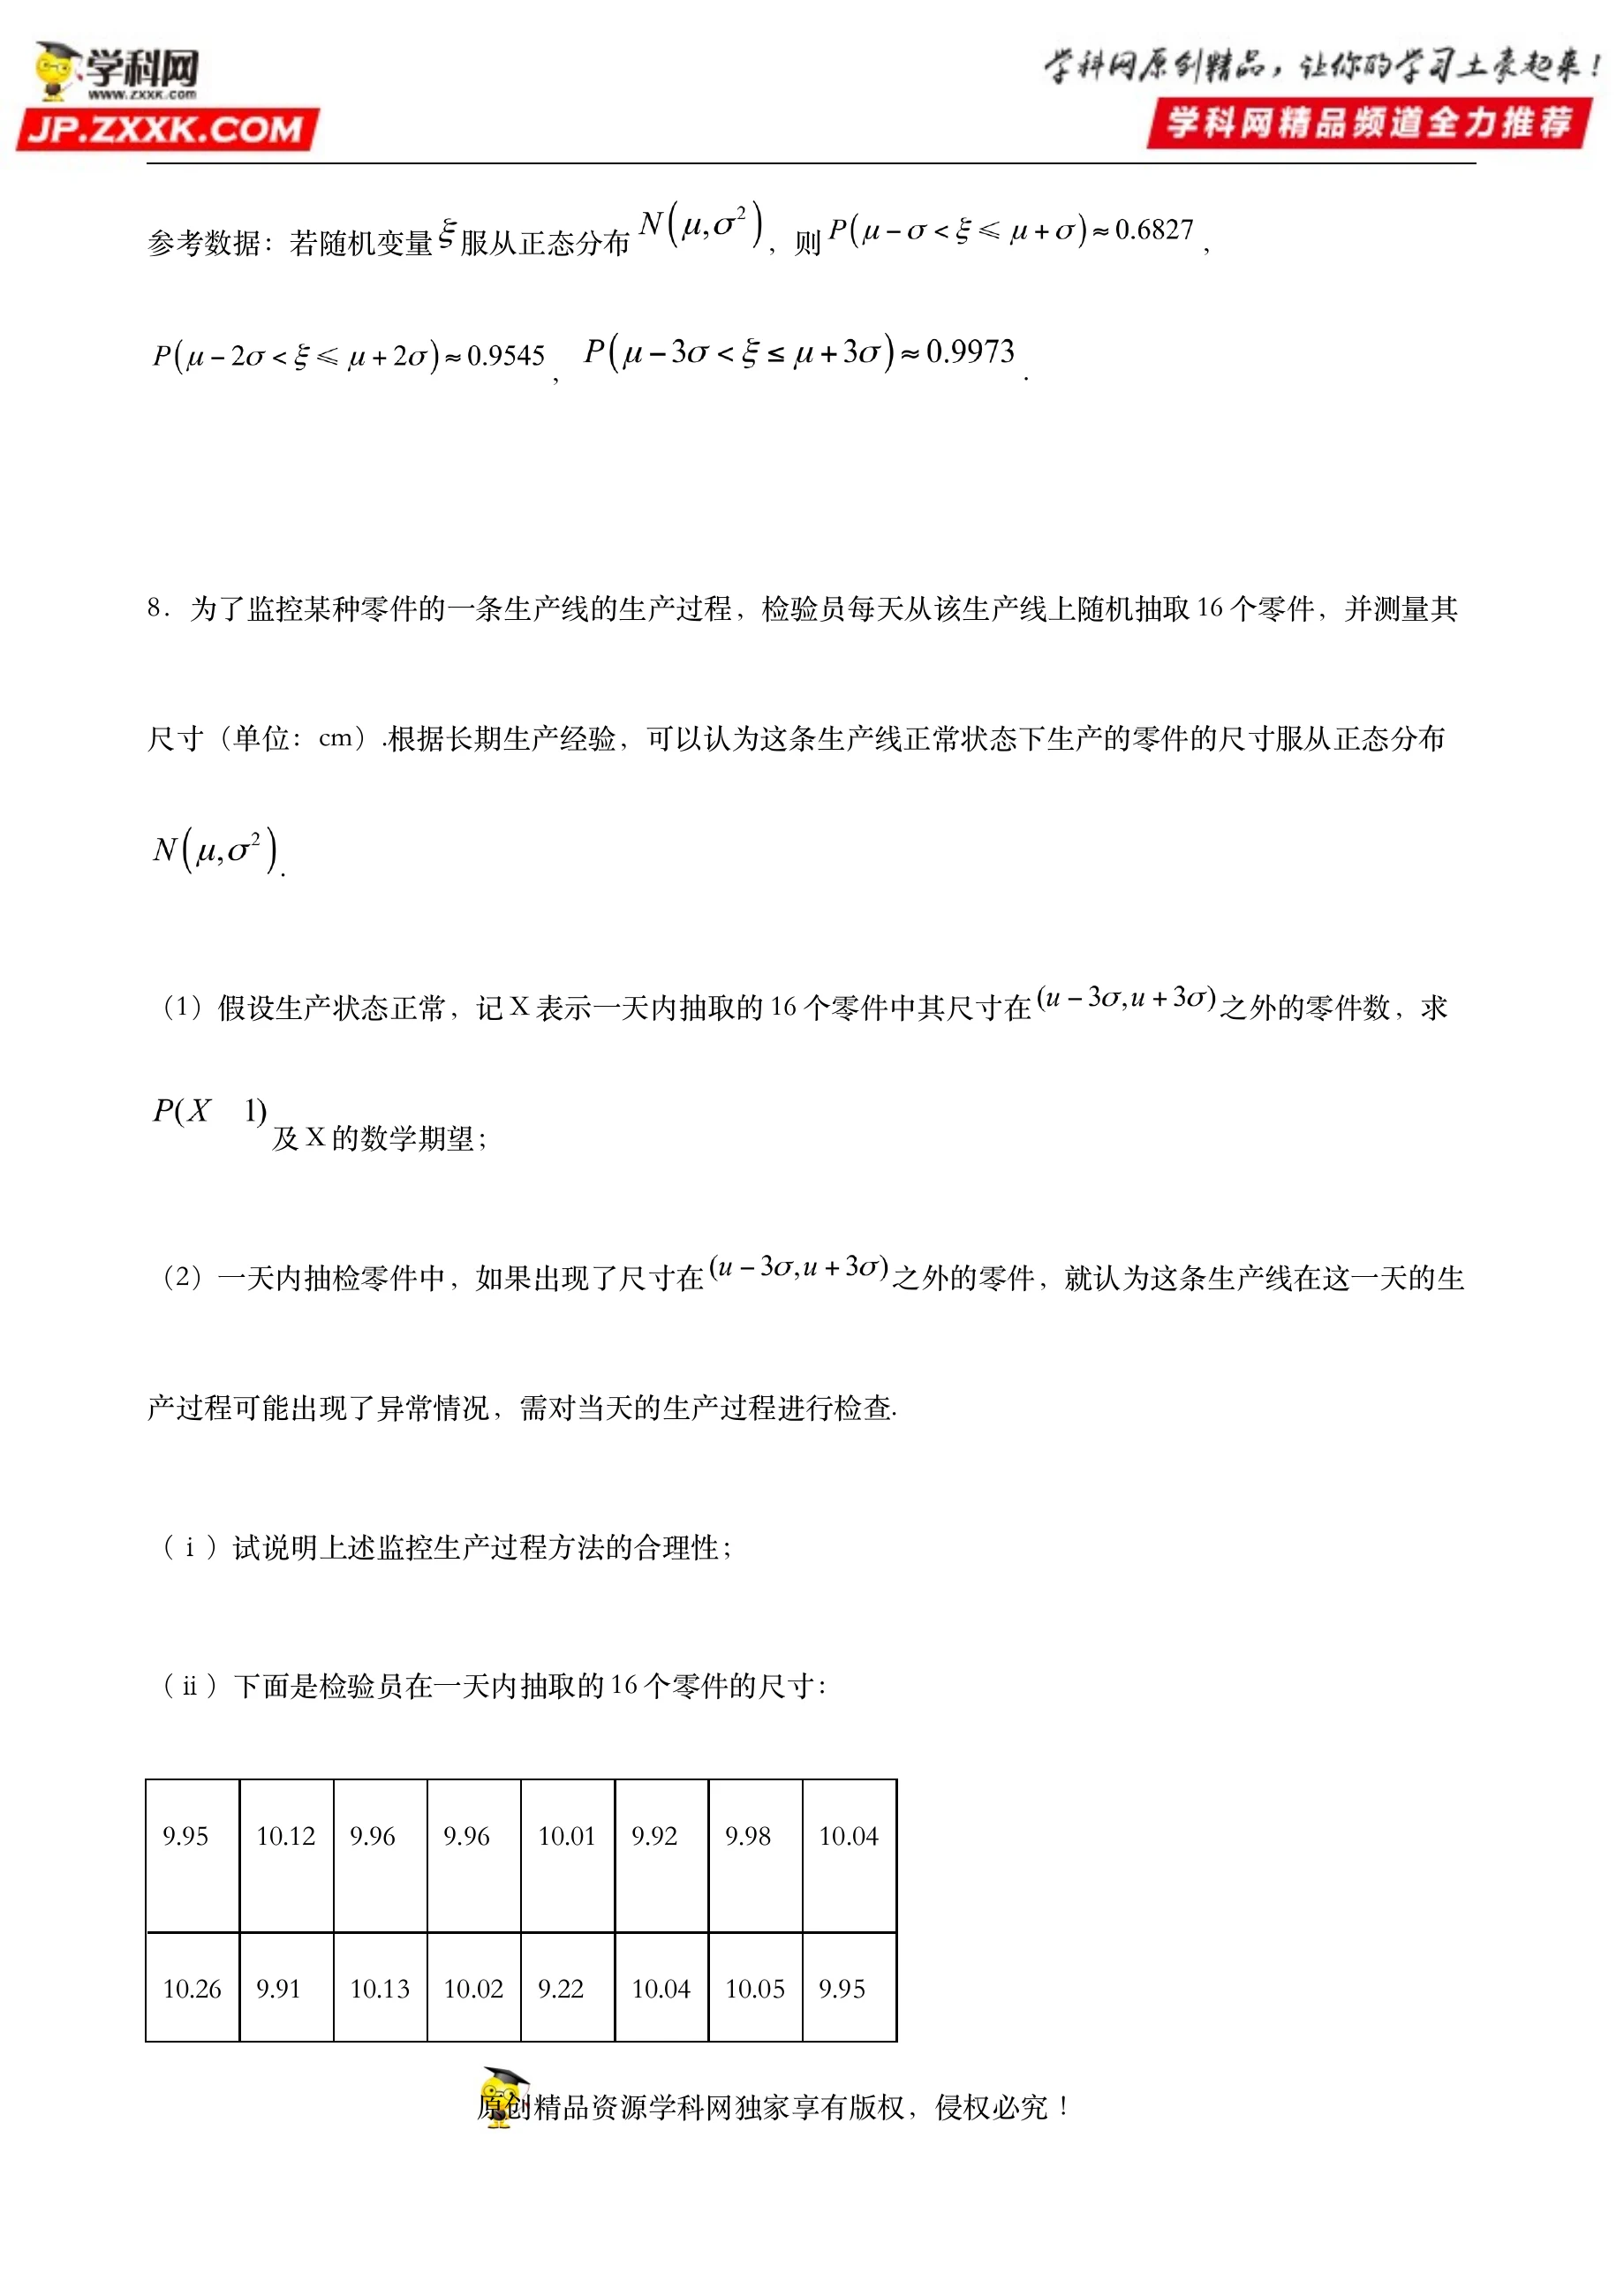 学科网
www.zxxk.com
JP.ZXXK.COM
学科网原创精品，让你的学习土豪起来！
学科网精品频道全力推荐
参考数据：若随机变量 ξ 服从正态分布 N(μ,σ²)，则 P(μ−σ<ξ⩽μ+σ)≈0.6827，
P(μ−2σ<ξ⩽μ+2σ)≈0.9545，P(μ−3σ<ξ≤μ+3σ)≈0.9973.
8．为了监控某种零件的一条生产线的生产过程，检验员每天从该生产线上随机抽取 16 个零件，并测量其
尺寸（单位：cm）.根据长期生产经验，可以认为这条生产线正常状态下生产的零件的尺寸服从正态分布
N(μ,σ²).
（1）假设生产状态正常，记 X 表示一天内抽取的 16 个零件中其尺寸在 (u−3σ,u+3σ) 之外的零件数，求
P(X 1) 及 X 的数学期望；
（2）一天内抽检零件中，如果出现了尺寸在 (u−3σ,u+3σ) 之外的零件，就认为这条生产线在这一天的生
产过程可能出现了异常情况，需对当天的生产过程进行检查.
（ⅰ）试说明上述监控生产过程方法的合理性；
（ⅱ）下面是检验员在一天内抽取的 16 个零件的尺寸：
9.95 10.12 9.96 9.96 10.01 9.92 9.98 10.04
10.26 9.91 10.13 10.02 9.22 10.04 10.05 9.95
原创精品资源学科网独家享有版权，侵权必究！